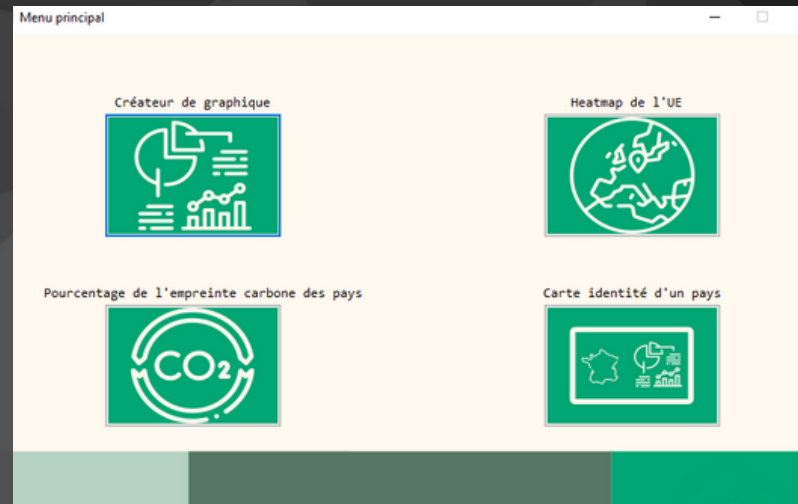 Menu principal
Créateur de graphique
Heatmap de l'UE
Pourcentage de l'empreinte carbone des pays
Carte identité d'un pays
CO2